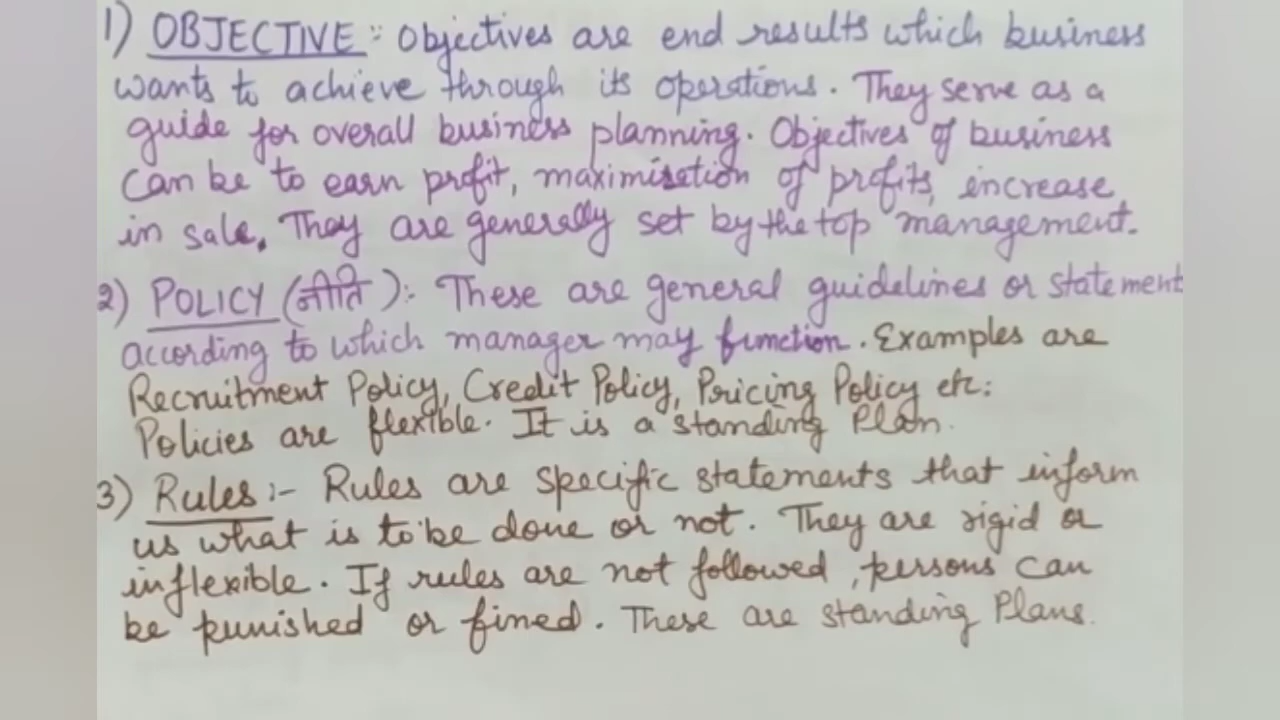 1) OBJECTIVE : Objectives are end results which business
wants to achieve through its operations. They serve as a
guide for overall business planning. Objectives of business
can be to earn profit, maximisation of profits, increase
in sale. They are generally set by the top management.
2) POLICY (नीति ) :- These are general guidelines or statement
according to which manager may function. Examples are
Recruitment Policy, Credit Policy, Pricing Policy etc:
Policies are flexible. It is a standing Plan.
3) Rules :- Rules are specific statements that inform
us what is to be done or not. They are rigid or
inflexible. If rules are not followed, persons can
be punished or fined. These are standing Plans.